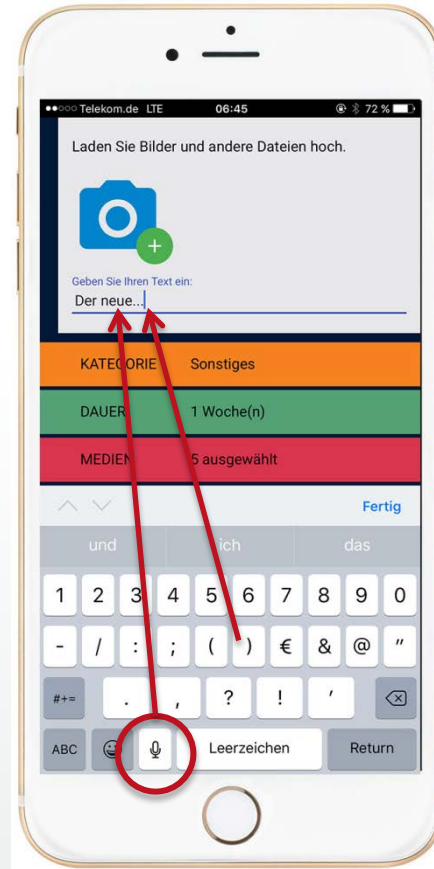 Telekom.de LTE 06:45 72 %
Laden Sie Bilder und andere Dateien hoch.
+
Geben Sie Ihren Text ein:
Der neue...
KATEGORIE Sonstiges
DAUER 1 Woche(n)
MEDIEN 5 ausgewählt
Fertig
und ich das
1 2 3 4 5 6 7 8 9 0
- / : ; ( ) € & @ "
#+= . , ? ! '
ABC Leerzeichen Return